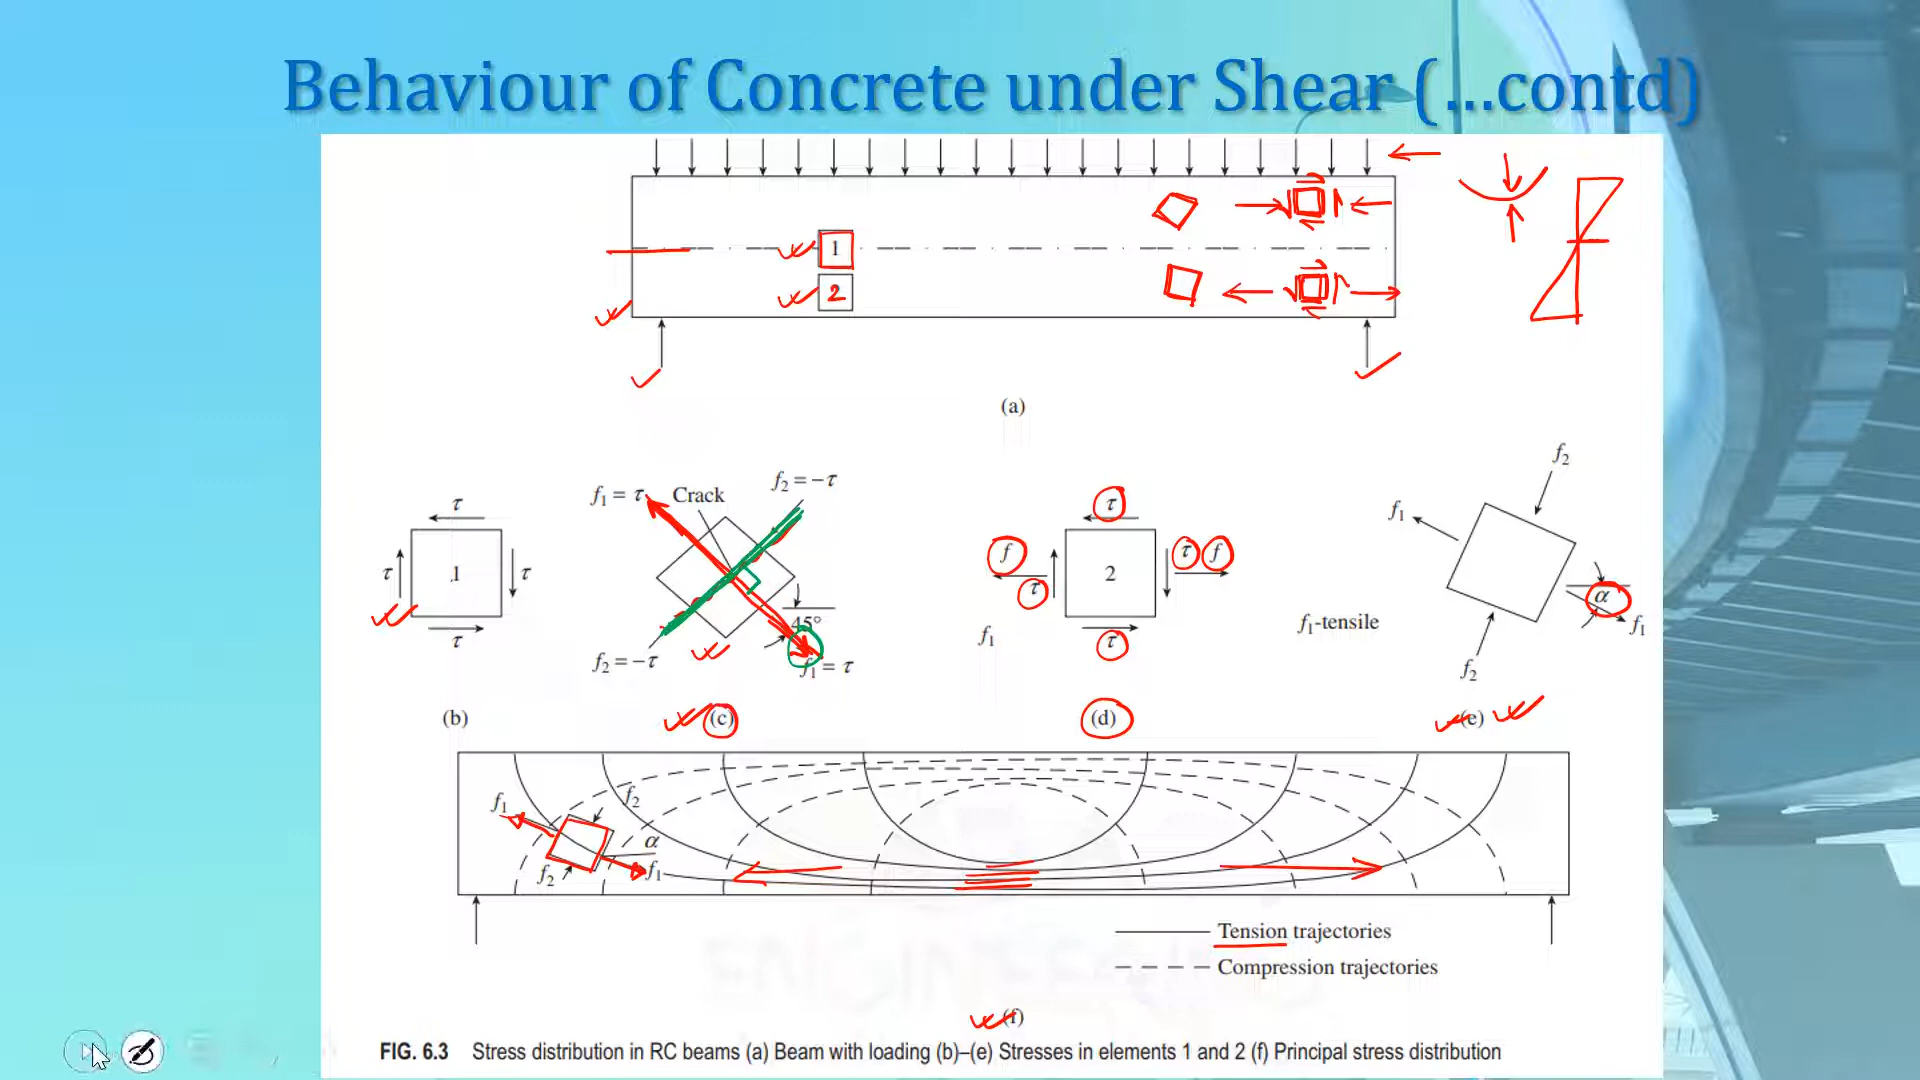 Behaviour of Concrete under Shear (...contd)
1
2
(a)
τ
τ
1
τ
τ
(b)
f1 = τ
Crack
f2 = −τ
45°
f2 = −τ
f1 = τ
(c)
τ
f
τ
f
τ
2
τ
f1
(d)
f2
f1
α
f1-tensile
f1
f2
(e)
f1
f2
α
f2
f1
Tension trajectories
Compression trajectories
(f)
FIG. 6.3 Stress distribution in RC beams (a) Beam with loading (b)–(e) Stresses in elements 1 and 2 (f) Principal stress distribution